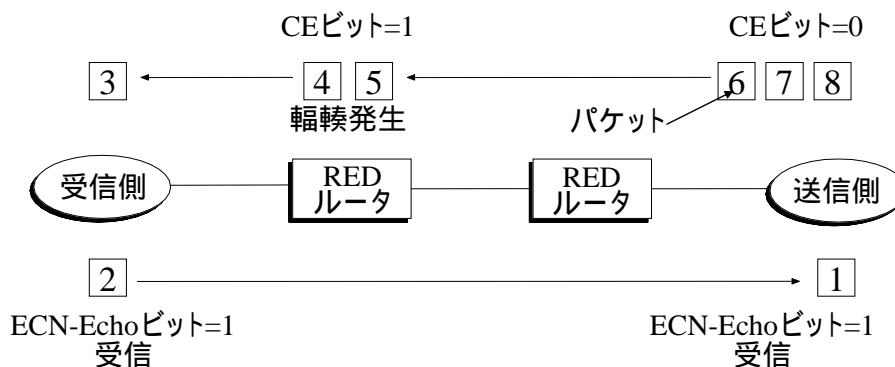 CEビット=1
CEビット=0
3
4 5
6 7 8
輻輳発生
パケット
受信側
RED
ルータ
RED
ルータ
送信側
2
1
ECN-Echoビット=1
受信
ECN-Echoビット=1
受信